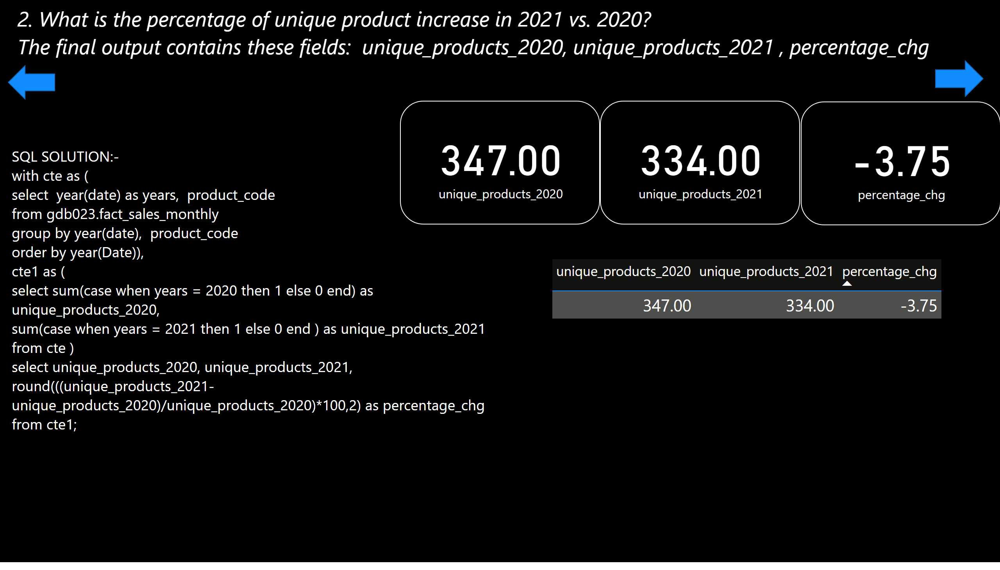 2. What is the percentage of unique product increase in 2021 vs. 2020?
The final output contains these fields:  unique_products_2020, unique_products_2021 , percentage_chg
SQL SOLUTION:-
with cte as (
select  year(date) as years,  product_code
from gdb023.fact_sales_monthly
group by year(date),  product_code
order by year(Date)),
cte1 as (
select sum(case when years = 2020 then 1 else 0 end) as
unique_products_2020,
sum(case when years = 2021 then 1 else 0 end ) as unique_products_2021
from cte )
select unique_products_2020, unique_products_2021,
round(((unique_products_2021-
unique_products_2020)/unique_products_2020)*100,2) as percentage_chg
from cte1;
347.00
unique_products_2020
334.00
unique_products_2021
-3.75
percentage_chg
unique_products_2020 unique_products_2021 percentage_chg
347.00 334.00 -3.75